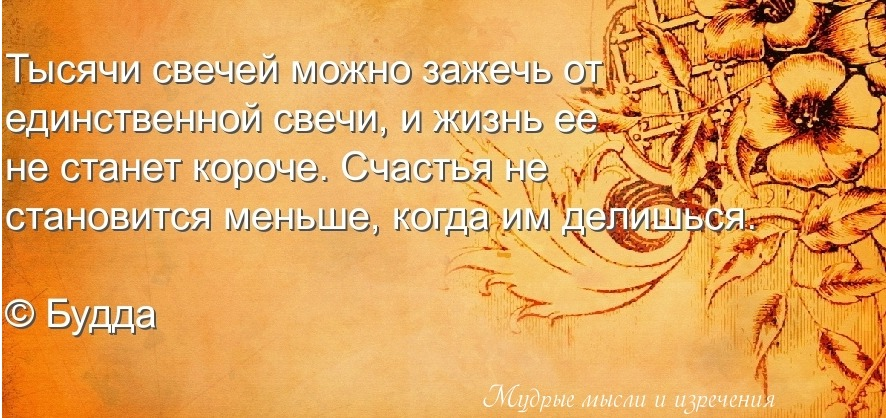 Тысячи свечей можно зажечь от
единственной свечи, и жизнь ее
не станет короче. Счастья не
становится меньше, когда им делишься.
© Будда
Мудрые мысли и изречения